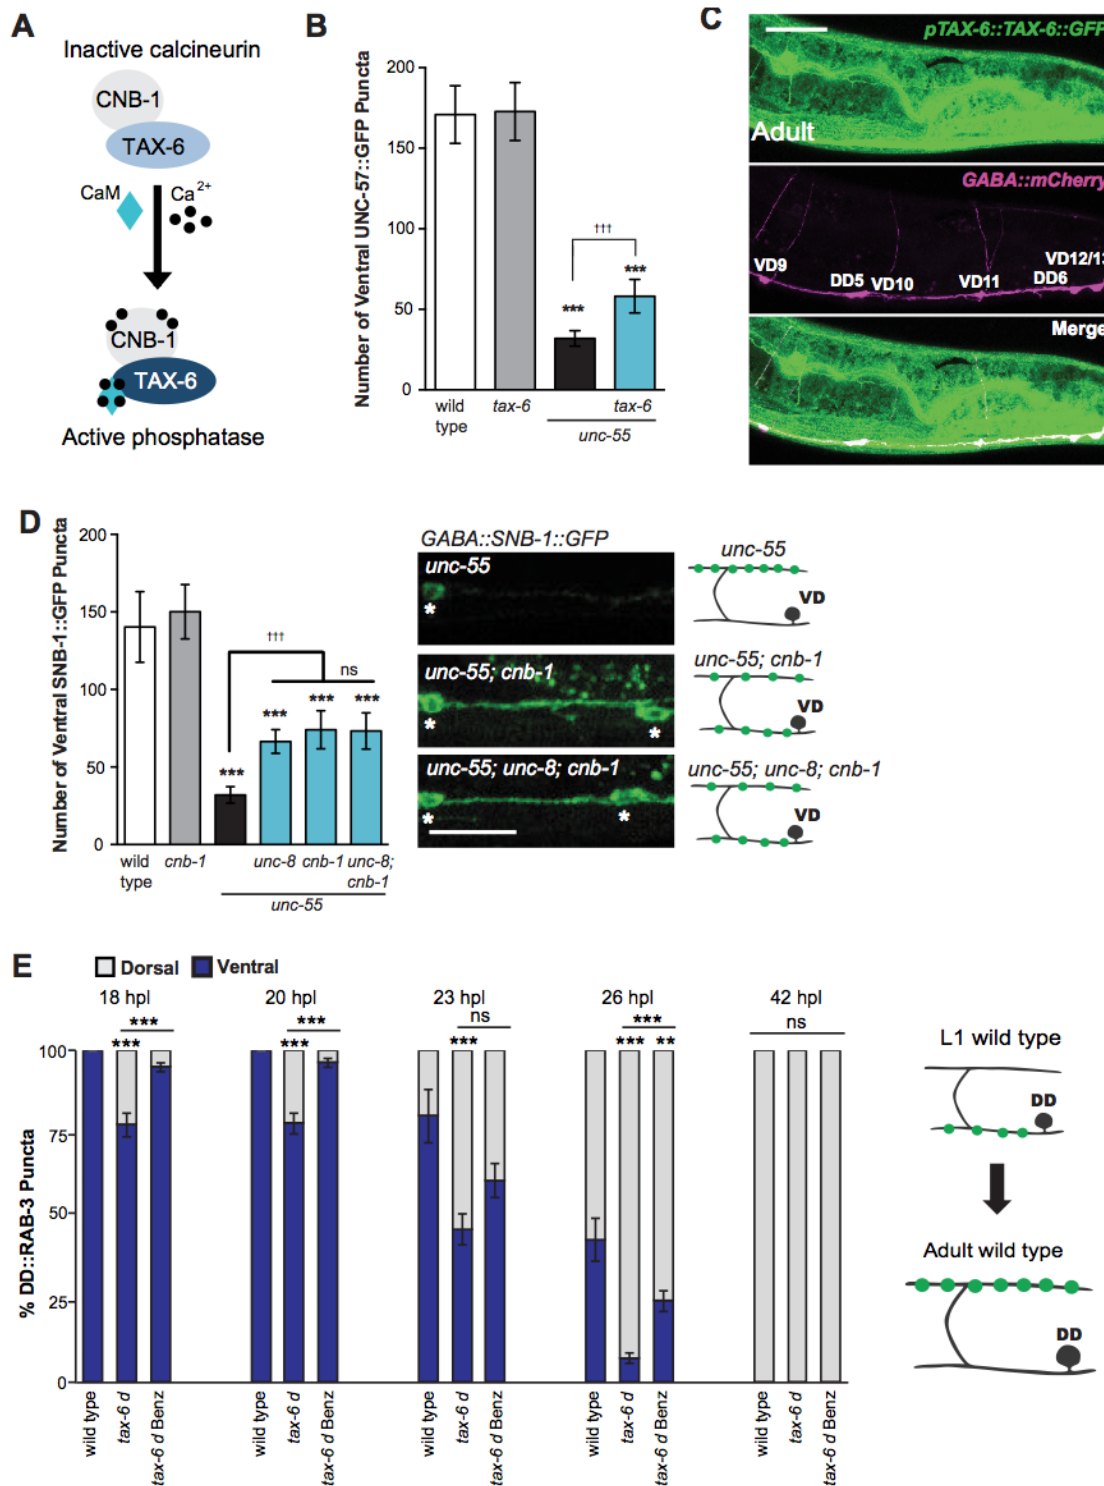 A
Inactive calcineurin
CNB-1
TAX-6
CaM
Ca2+
CNB-1
TAX-6
Active phosphatase
B
Number of Ventral UNC-57::GFP Puncta
200
150
100
50
0
†††
***
***
wild type
tax-6
tax-6
unc-55
C
pTAX-6::TAX-6::GFP
Adult
GABA::mCherry
VD9
DD5
VD10
VD11
DD6
VD12/13
Merge
D
Number of Ventral SNB-1::GFP Puncta
200
150
100
50
0
†††
ns
***
***
***
***
wild type
cnb-1
unc-8
cnb-1
unc-8; cnb-1
unc-55
GABA::SNB-1::GFP
unc-55
*
unc-55; cnb-1
*
*
unc-55; unc-8; cnb-1
*
*
unc-55
VD
unc-55; cnb-1
VD
unc-55; unc-8; cnb-1
VD
E
Dorsal
Ventral
% DD::RAB-3 Puncta
100
75
50
25
0
18 hpl
***
***
wild type
tax-6 d
tax-6 d Benz
20 hpl
***
***
wild type
tax-6 d
tax-6 d Benz
23 hpl
ns
***
wild type
tax-6 d
tax-6 d Benz
26 hpl
***
***
**
wild type
tax-6 d
tax-6 d Benz
42 hpl
ns
wild type
tax-6 d
tax-6 d Benz
L1 wild type
DD
Adult wild type
DD